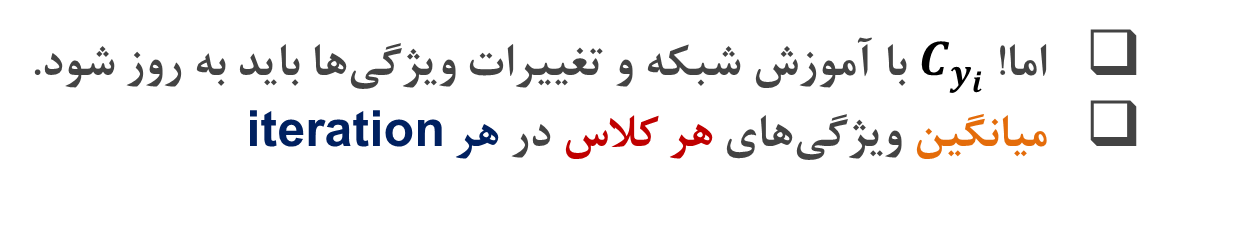 اما! C_{y_i} با آموزش شبکه و تغییرات ویژگی‌ها باید به روز شود.
میانگین ویژگی‌های هر کلاس در هر iteration